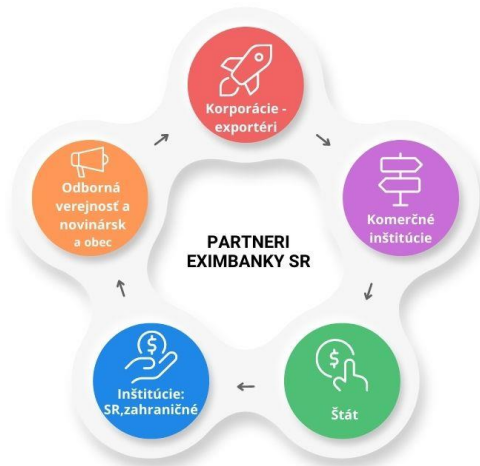 Korporácie -
exportéri
Komerčné
inštitúcie
Štát
Inštitúcie:
SR,zahraničné
Odborná
verejnosť a
novinársk
a obec
PARTNERI
EXIMBANKY SR